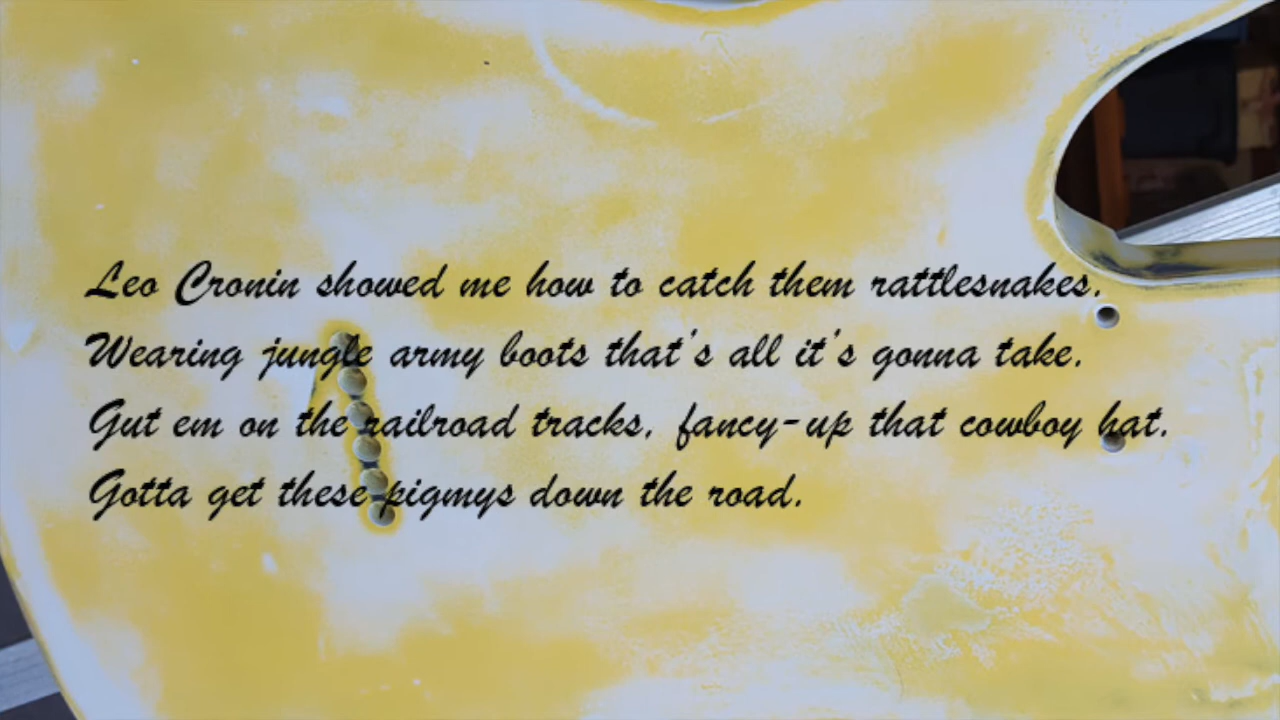 Leo Cronin showed me how to catch them rattlesnakes.
Wearing jungle army boots that's all it's gonna take.
Gut em on the railroad tracks, fancy-up that cowboy hat.
Gotta get these pigmys down the road.